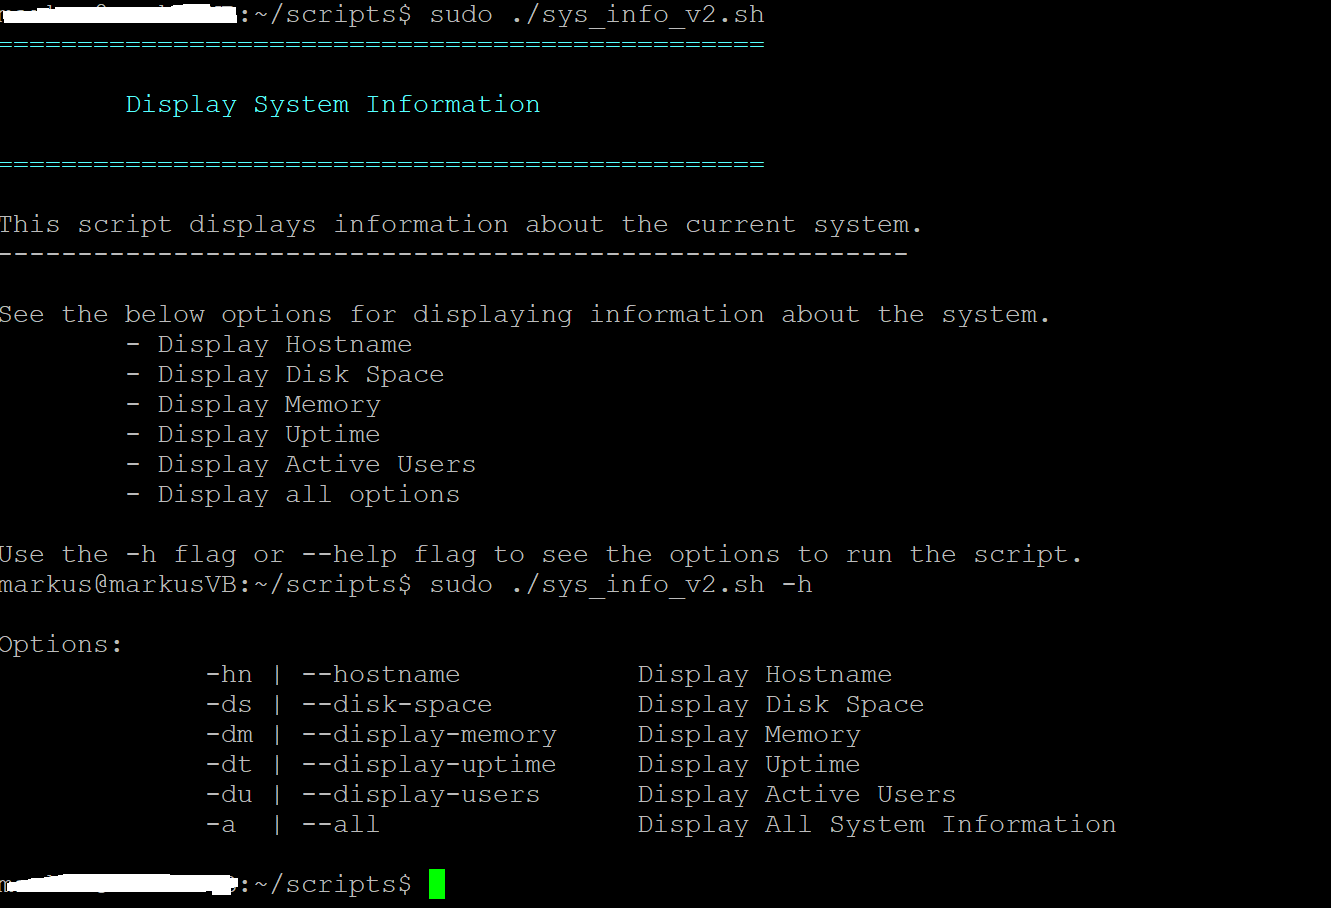 :~/scripts$ sudo ./sys_info_v2.sh
================================================
Display System Information
================================================
This script displays information about the current system.
---------------------------------------------------------
See the below options for displaying information about the system.
- Display Hostname
- Display Disk Space
- Display Memory
- Display Uptime
- Display Active Users
- Display all options
Use the -h flag or --help flag to see the options to run the script.
markus@markusVB:~/scripts$ sudo ./sys_info_v2.sh -h
Options:
-hn | --hostname Display Hostname
-ds | --disk-space Display Disk Space
-dm | --display-memory Display Memory
-dt | --display-uptime Display Uptime
-du | --display-users Display Active Users
-a | --all Display All System Information
:~/scripts$